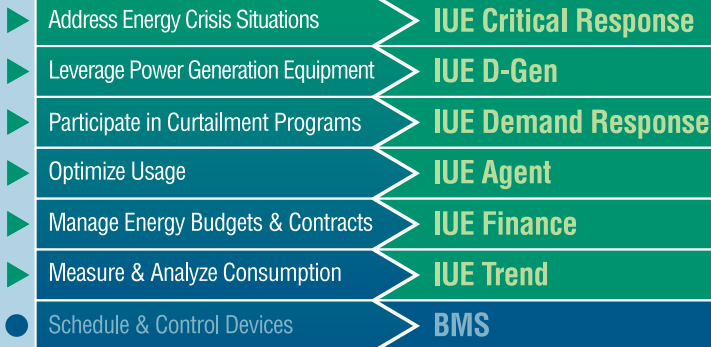 Address Energy Crisis Situations IUE Critical Response
Leverage Power Generation Equipment IUE D-Gen
Participate in Curtailment Programs IUE Demand Response
Optimize Usage IUE Agent
Manage Energy Budgets & Contracts IUE Finance
Measure & Analyze Consumption IUE Trend
Schedule & Control Devices BMS